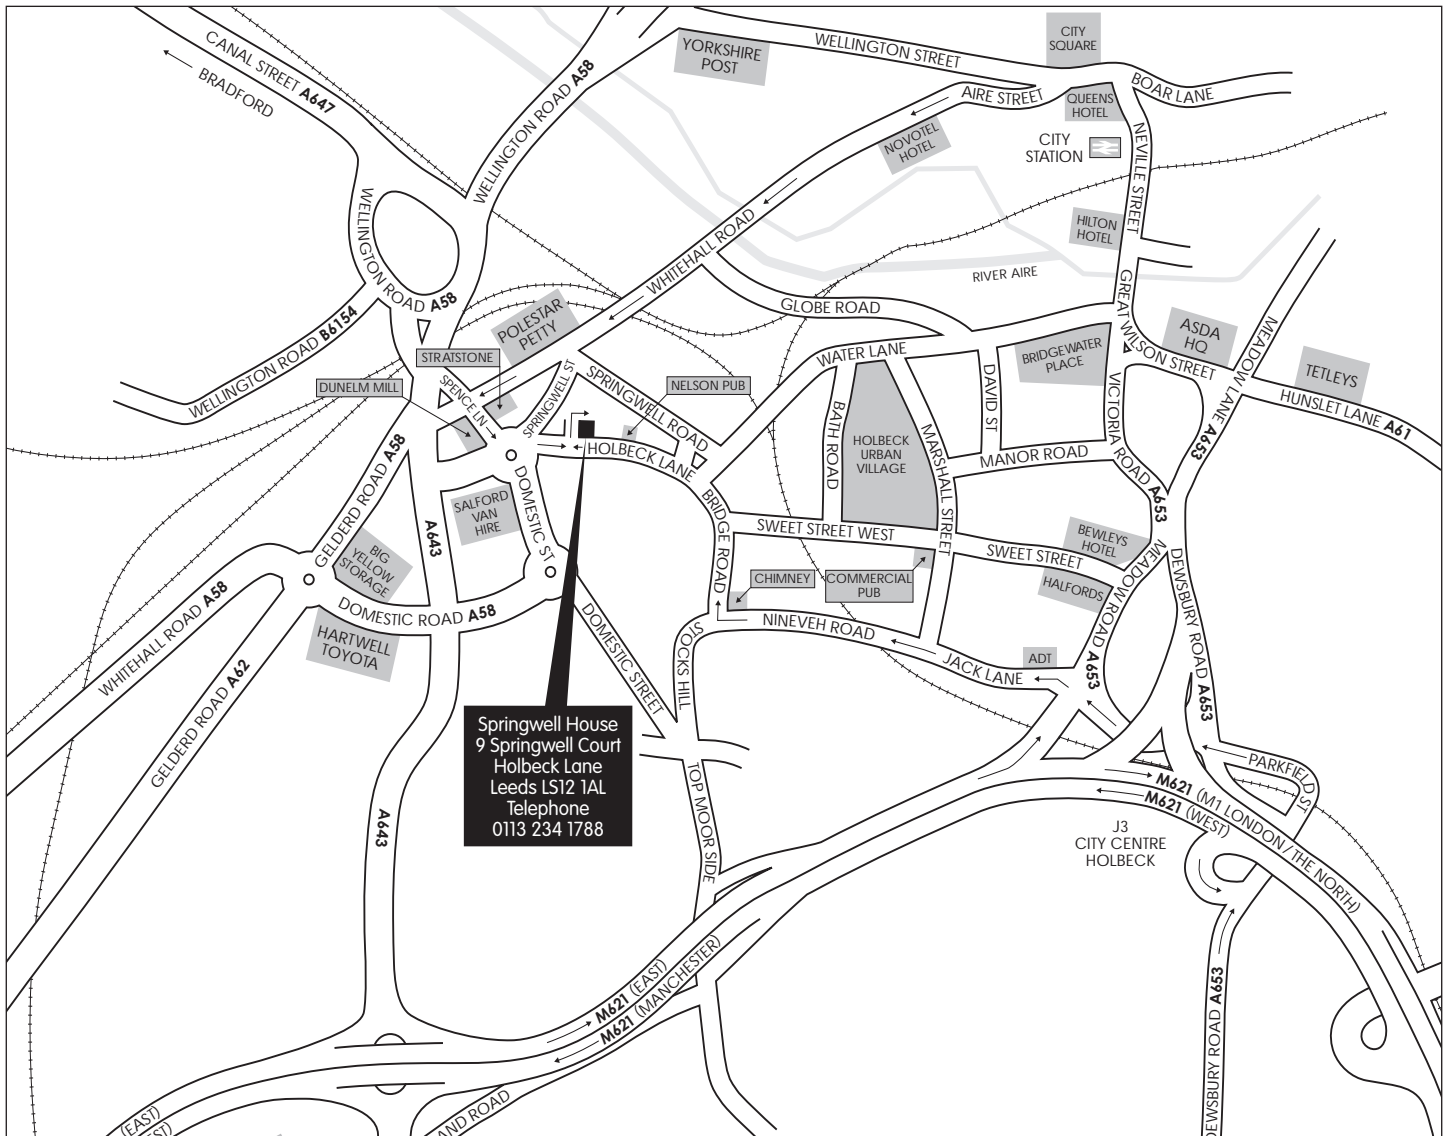 CANAL STREET A647
BRADFORD
WELLINGTON ROAD A58
YORKSHIRE
POST
WELLINGTON STREET
CITY
SQUARE
BOAR LANE
AIRE STREET
QUEENS
HOTEL
NOVOTEL
HOTEL
CITY
STATION
NEVILLE STREET
WELLINGTON ROAD A58
HILTON
HOTEL
WHITEHALL ROAD
RIVER AIRE
GLOBE ROAD
GREAT WILSON STREET
ASDA
HQ
MEADOW LANE A653
TETLEYS
HUNSLET LANE A61
WELLINGTON ROAD B6154
POLESTAR
PETTY
STRATSTONE
DUNELM MILL
SPENCE LN
SPRINGWELL ST
SPRINGWELL ROAD
NELSON PUB
WATER LANE
BRIDGEWATER
PLACE
DAVID ST
VICTORIA ROAD A653
BATH ROAD
HOLBECK
URBAN
VILLAGE
MARSHALL STREET
MANOR ROAD
HOLBECK LANE
GELDERD ROAD A58
A643
SALFORD
VAN
HIRE
DOMESTIC ST
BRIDGE ROAD
SWEET STREET WEST
SWEET STREET
BEWLEYS
HOTEL
HALFORDS
MEADOW ROAD A653
DEWSBURY ROAD A653
BIG
YELLOW
STORAGE
CHIMNEY
COMMERCIAL
PUB
WHITEHALL ROAD A58
DOMESTIC ROAD A58
HARTWELL
TOYOTA
DOMESTIC STREET
STOCKS HILL
NINEVEH ROAD
JACK LANE
ADT
GELDERD ROAD A62
Springwell House
9 Springwell Court
Holbeck Lane
Leeds LS12 1AL
Telephone
0113 234 1788
TOP MOOR SIDE
PARKFIELD ST
M621 (M1 LONDON/THE NORTH)
M621 (WEST)
J3
CITY CENTRE
HOLBECK
A643
M621 (EAST)
M621 (MANCHESTER)
DEWSBURY ROAD A653
(EAST)
AND ROAD